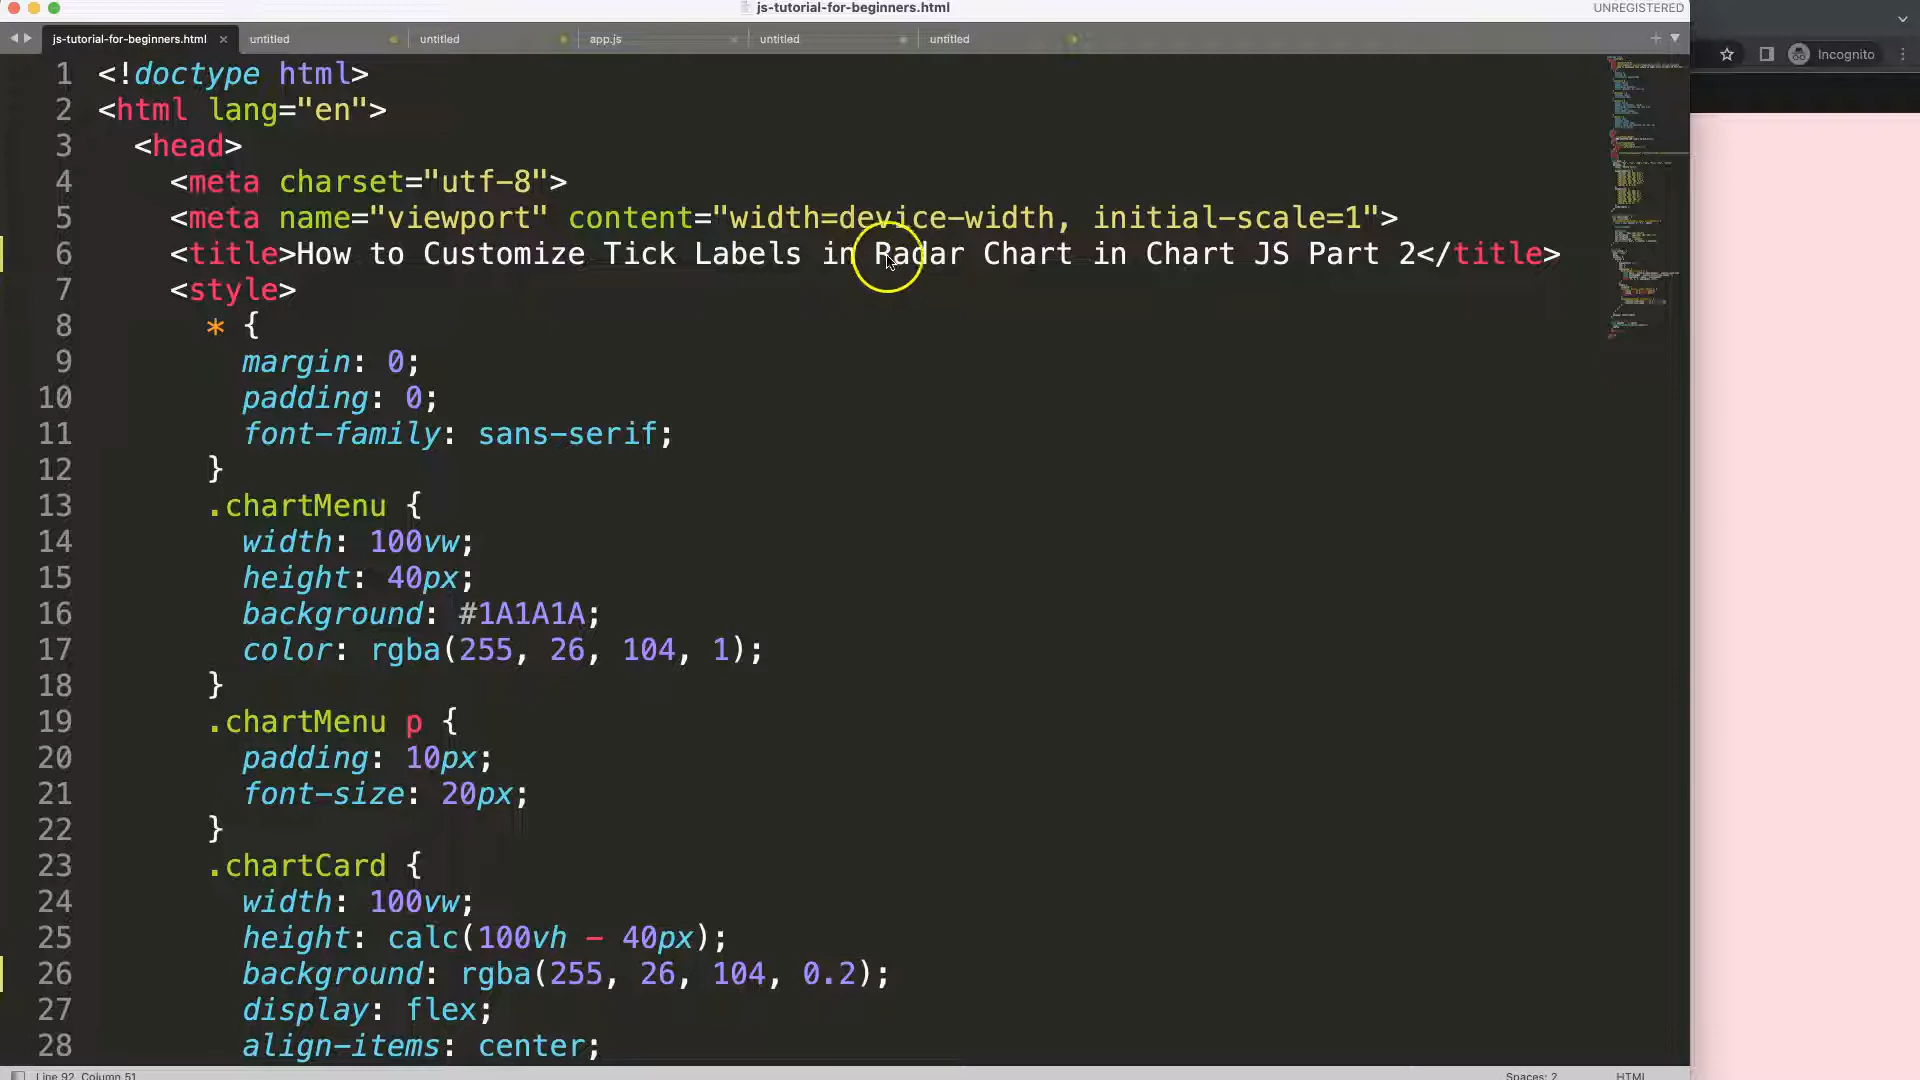 js-tutorial-for-beginners.html
UNREGISTERED
js-tutorial-for-beginners.html × untitled untitled app.js untitled untitled
Incognito
1 <!doctype html>
2 <html lang="en">
3 <head>
4 <meta charset="utf-8">
5 <meta name="viewport" content="width=device-width, initial-scale=1">
6 <title>How to Customize Tick Labels in Radar Chart in Chart JS Part 2</title>
7 <style>
8 * {
9 margin: 0;
10 padding: 0;
11 font-family: sans-serif;
12 }
13 .chartMenu {
14 width: 100vw;
15 height: 40px;
16 background: #1A1A1A;
17 color: rgba(255, 26, 104, 1);
18 }
19 .chartMenu p {
20 padding: 10px;
21 font-size: 20px;
22 }
23 .chartCard {
24 width: 100vw;
25 height: calc(100vh - 40px);
26 background: rgba(255, 26, 104, 0.2);
27 display: flex;
28 align-items: center;
Line 92, Column 51
Spaces: 2
HTML